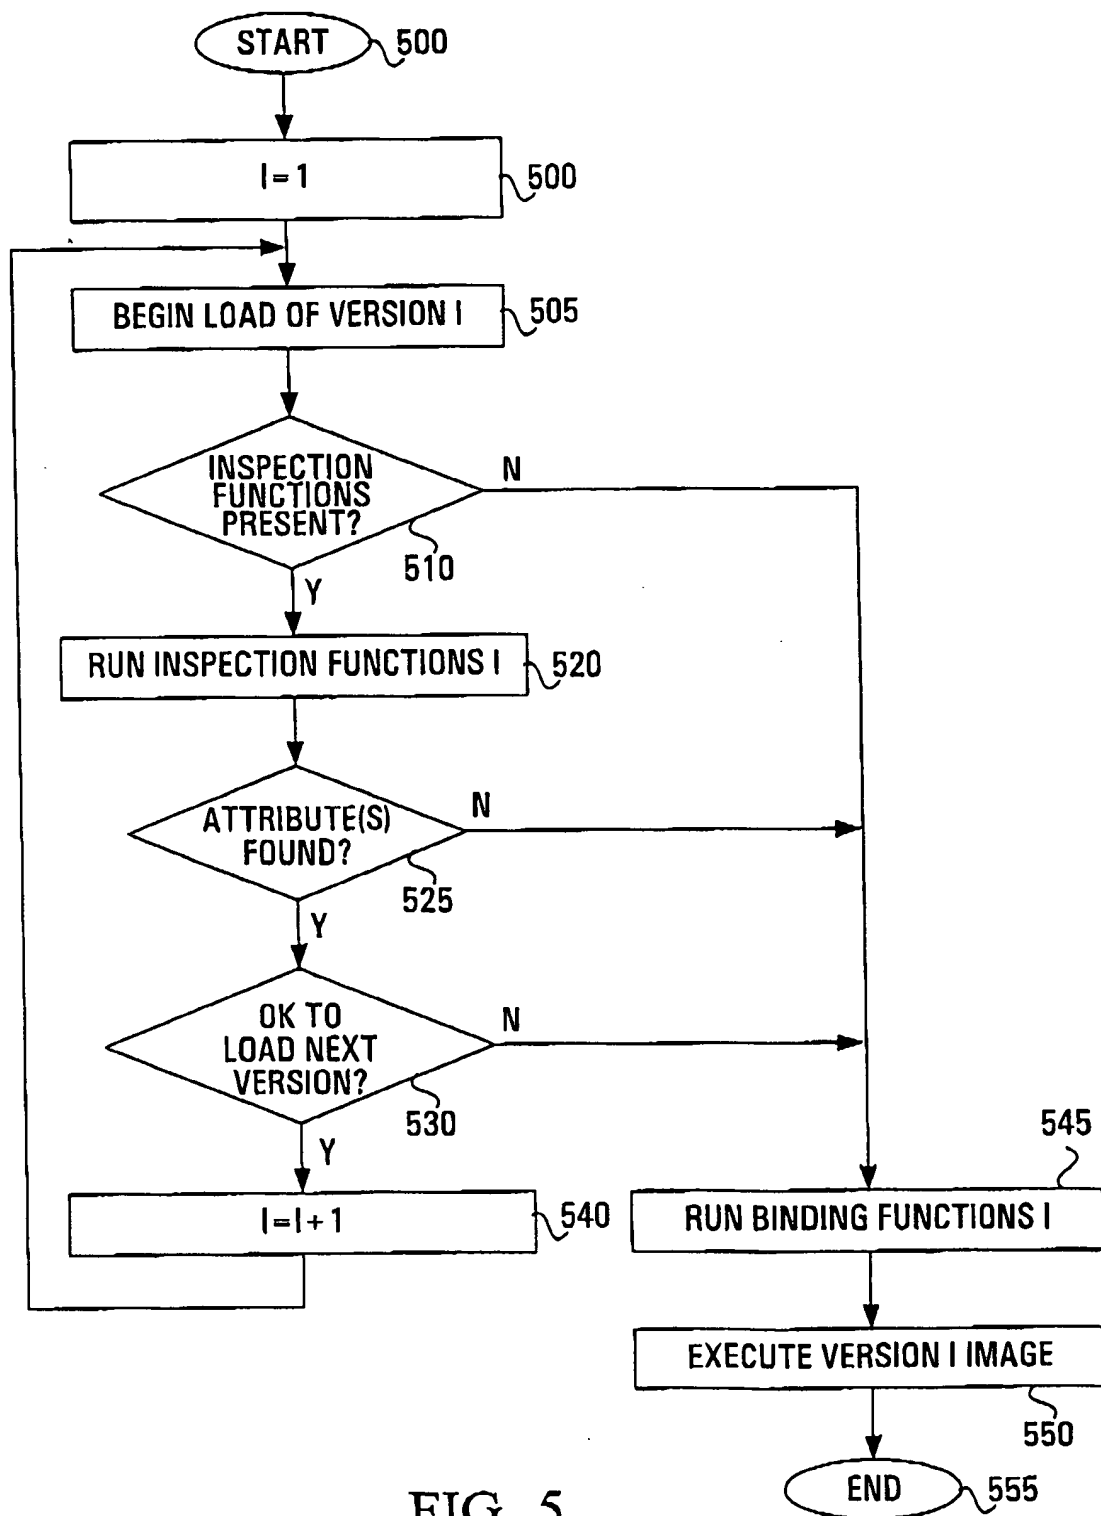 START
500
I = 1
500
BEGIN LOAD OF VERSION I
505
INSPECTION
FUNCTIONS
PRESENT?
N
510
Y
RUN INSPECTION FUNCTIONS I
520
ATTRIBUTE(S)
FOUND?
N
525
Y
OK TO
LOAD NEXT
VERSION?
N
530
Y
I=I+1
540
545
RUN BINDING FUNCTIONS I
EXECUTE VERSION I IMAGE
550
END
555
FIG. 5